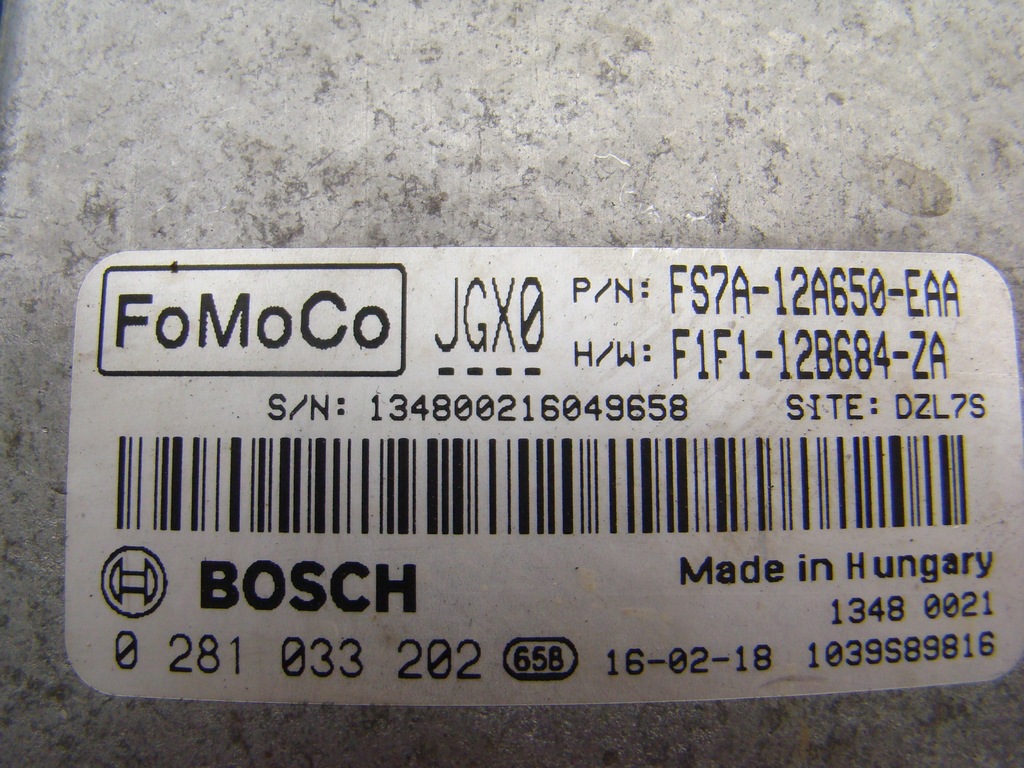 FoMoCo JGX0 P/N: FS7A-12A650-EAA
H/W: F1F1-12B684-ZA
S/N: 134800216049658 SITE: DZL7S
BOSCH Made in Hungary
1348 0021
0 281 033 202 65B 16-02-18 1039S89816